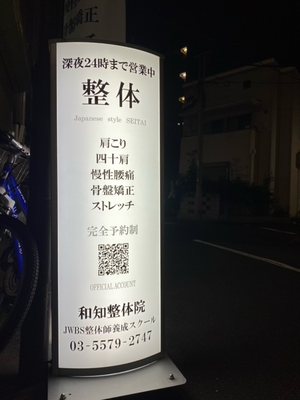 深夜24時まで営業中
整体
Japanese style SEITAI
肩こり
四十肩
慢性腰痛
骨盤矯正
ストレッチ
完全予約制
OFFICIAL ACCOUNT
和知整体院
JWBS整体師養成スクール
03-5579-2747